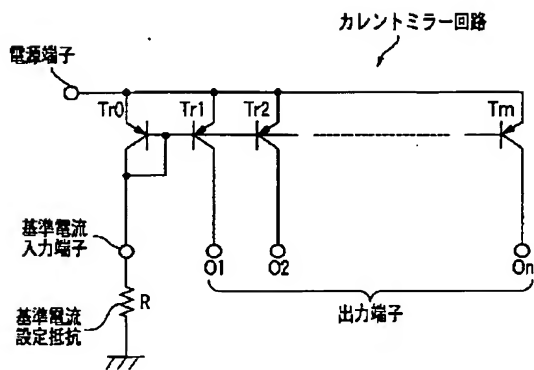 カレントミラー回路
電源端子
Tr0
Tr1
Tr2
Trn
基準電流
入力端子
O1
O2
On
R
基準電流
設定抵抗
出力端子